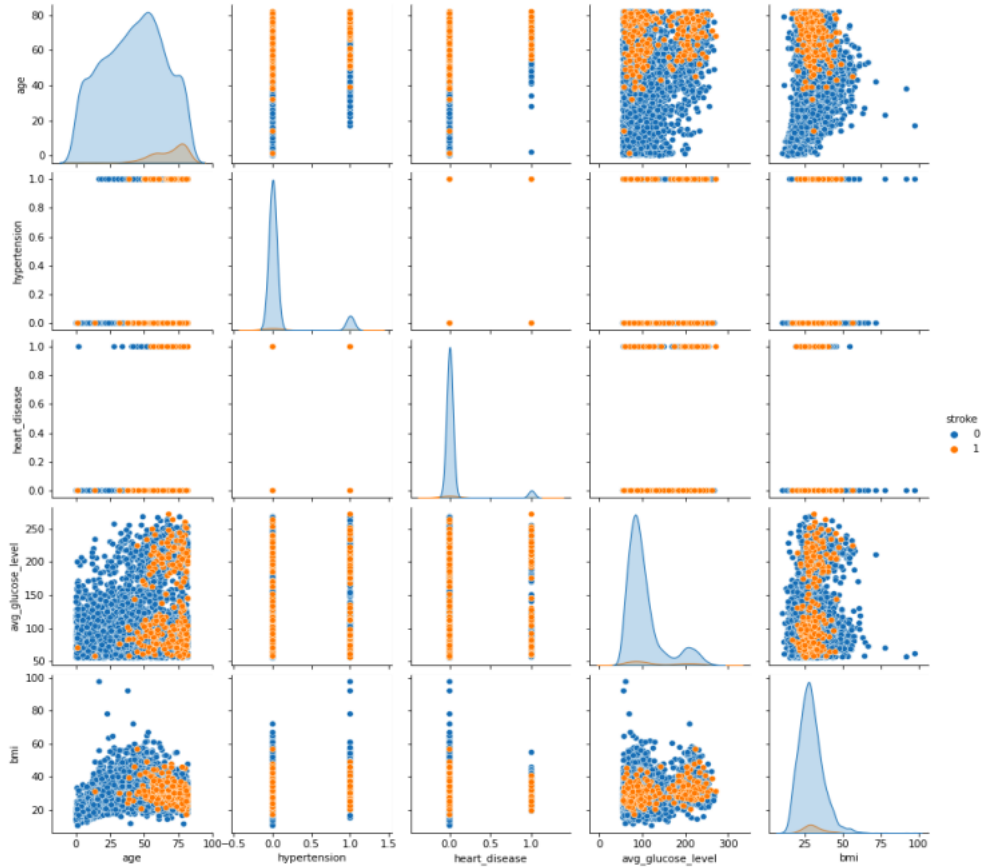 80
60
40
20
0
age
1.0
0.8
0.6
0.4
0.2
0.0
hypertension
1.0
0.8
0.6
0.4
0.2
0.0
heart_disease
stroke
0
1
250
200
150
100
50
avg_glucose_level
100
80
60
40
20
bmi
0 25 50 75 100
−0.5 0.0 0.5 1.0 1.5
0.0 0.5 1.0
0 100 200 300
25 50 75 100
age hypertension heart_disease avg_glucose_level bmi